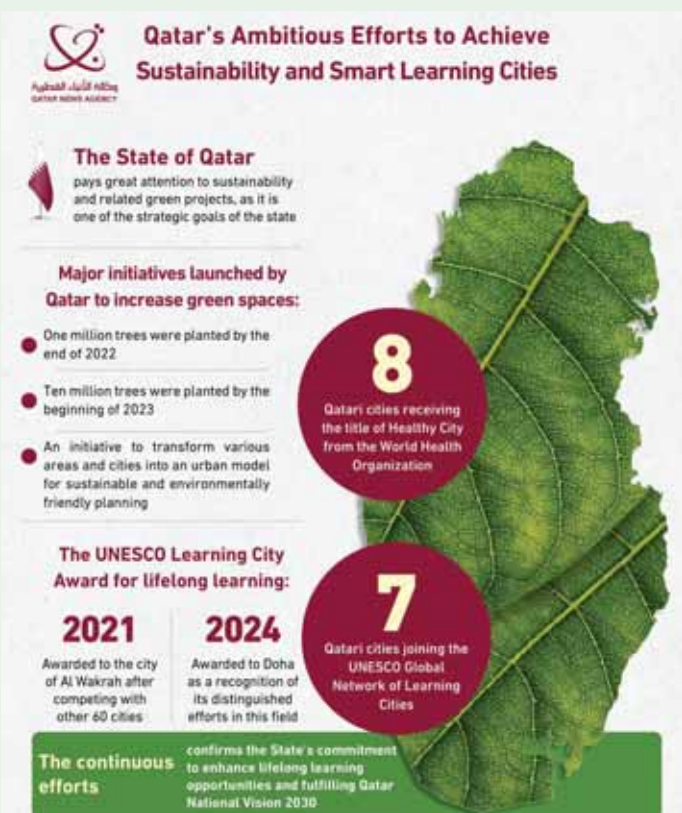 Qatar's Ambitious Efforts to Achieve
Sustainability and Smart Learning Cities
وكالة الأنباء القطرية
QATAR NEWS AGENCY
The State of Qatar
pays great attention to sustainability
and related green projects, as it is
one of the strategic goals of the state
Major initiatives launched by
Qatar to increase green spaces:
One million trees were planted by the
end of 2022
Ten million trees were planted by the
beginning of 2023
An initiative to transform various
areas and cities into an urban model
for sustainable and environmentally
friendly planning
8
Qatari cities receiving
the title of Healthy City
from the World Health
Organization
The UNESCO Learning City
Award for lifelong learning:
2021
Awarded to the city
of Al Wakrah after
competing with
other 60 cities
2024
Awarded to Doha
as a recognition of
its distinguished
efforts in this field
7
Qatari cities joining the
UNESCO Global
Network of Learning
Cities
The continuous
efforts
confirms the State's commitment
to enhance lifelong learning
opportunities and fulfilling Qatar
National Vision 2030